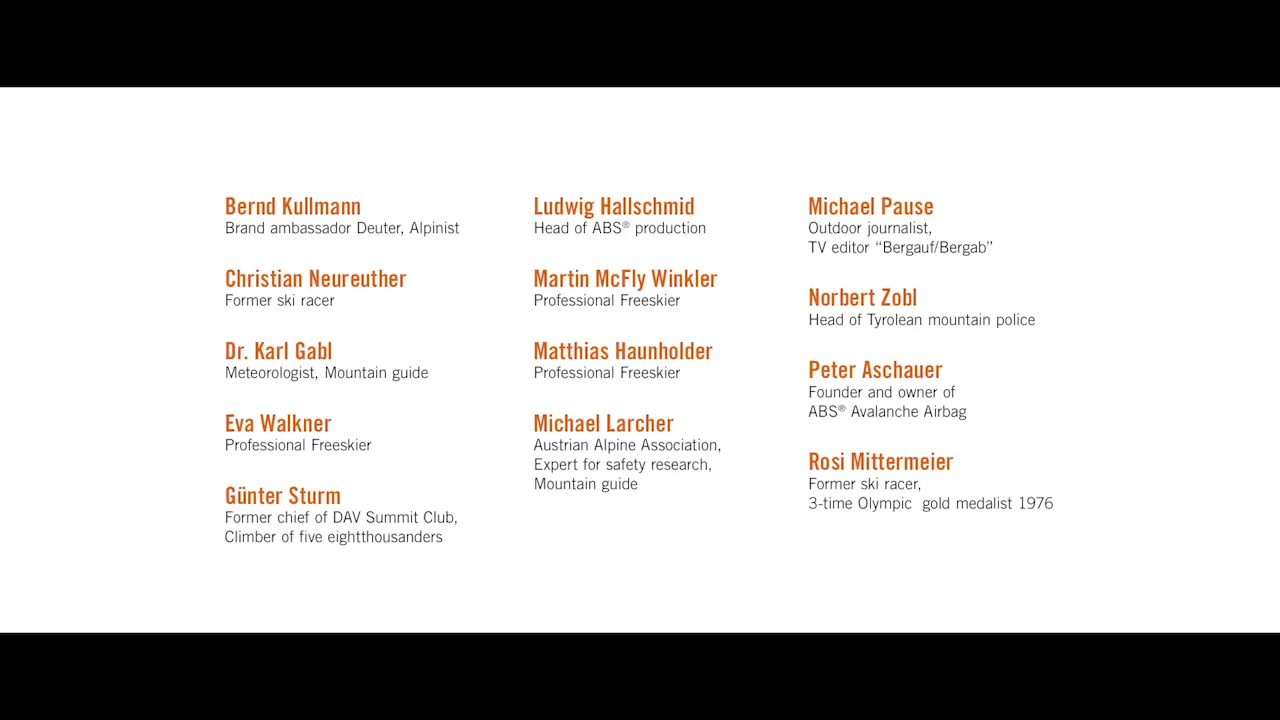 Bernd Kullmann
Brand ambassador Deuter, Alpinist
Christian Neureuther
Former ski racer
Dr. Karl Gabl
Meteorologist, Mountain guide
Eva Walkner
Professional Freeskier
Günter Sturm
Former chief of DAV Summit Club,
Climber of five eightthousanders
Ludwig Hallschmid
Head of ABS® production
Martin McFly Winkler
Professional Freeskier
Matthias Haunholder
Professional Freeskier
Michael Larcher
Austrian Alpine Association,
Expert for safety research,
Mountain guide
Michael Pause
Outdoor journalist,
TV editor “Bergauf/Bergab”
Norbert Zobl
Head of Tyrolean mountain police
Peter Aschauer
Founder and owner of
ABS® Avalanche Airbag
Rosi Mittermeier
Former ski racer,
3-time Olympic  gold medalist 1976